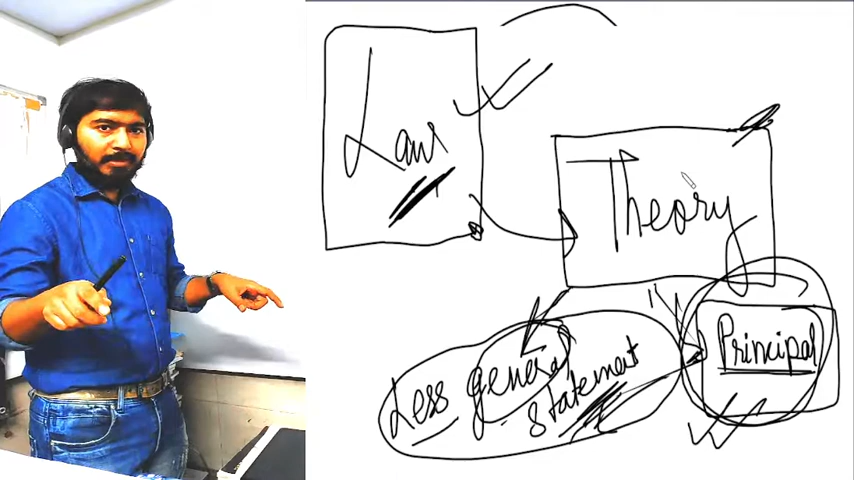 Law
Theory
Less general
statement
Principal